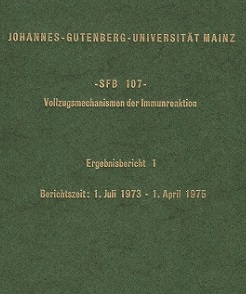 JOHANNES-GUTENBERG-UNIVERSITÄT MAINZ
-SFB 107-
Vollzugsmechanismen der Immunreaktion
Ergebnisbericht 1
Berichtszeit: 1. Juli 1973 - 1. April 1975